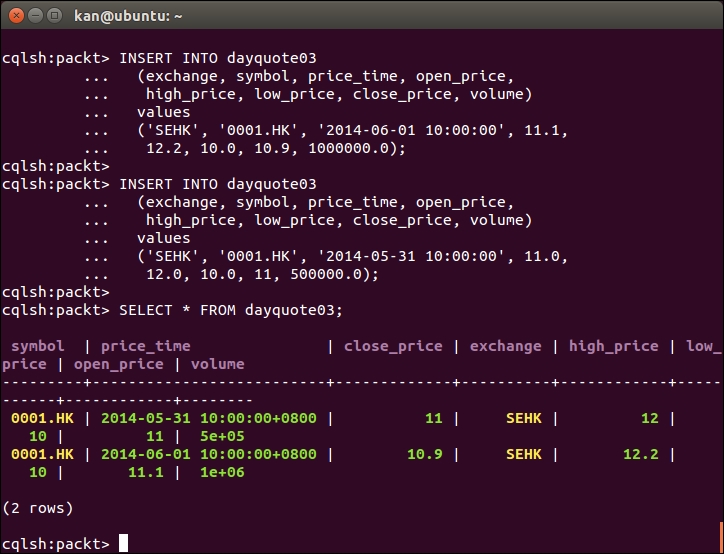 kan@ubuntu: ~
cqlsh:packt> INSERT INTO dayquote03
         ...   (exchange, symbol, price_time, open_price,
         ...    high_price, low_price, close_price, volume)
         ...   values
         ...   ('SEHK', '0001.HK', '2014-06-01 10:00:00', 11.1,
         ...    12.2, 10.0, 10.9, 1000000.0);
cqlsh:packt>
cqlsh:packt> INSERT INTO dayquote03
         ...   (exchange, symbol, price_time, open_price,
         ...    high_price, low_price, close_price, volume)
         ...   values
         ...   ('SEHK', '0001.HK', '2014-05-31 10:00:00', 11.0,
         ...    12.0, 10.0, 11, 500000.0);
cqlsh:packt>
cqlsh:packt> SELECT * FROM dayquote03;
 symbol  | price_time               | close_price | exchange | high_price | low_
price | open_price | volume
---------+--------------------------+-------------+----------+------------+-----
------+------------+--------
 0001.HK | 2014-05-31 10:00:00+0800 |          11 |     SEHK |         12 |
   10 |         11 |  5e+05
 0001.HK | 2014-06-01 10:00:00+0800 |        10.9 |     SEHK |       12.2 |
   10 |       11.1 |  1e+06
(2 rows)
cqlsh:packt>